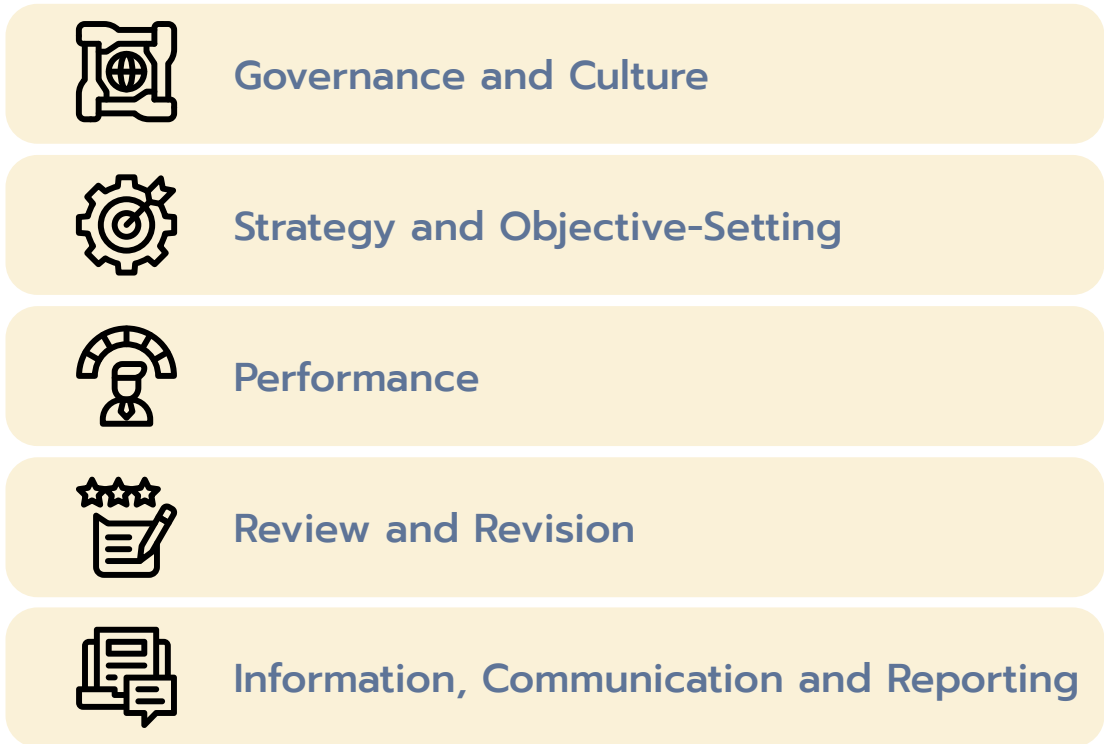 Governance and Culture
Strategy and Objective-Setting
Performance
Review and Revision
Information, Communication and Reporting